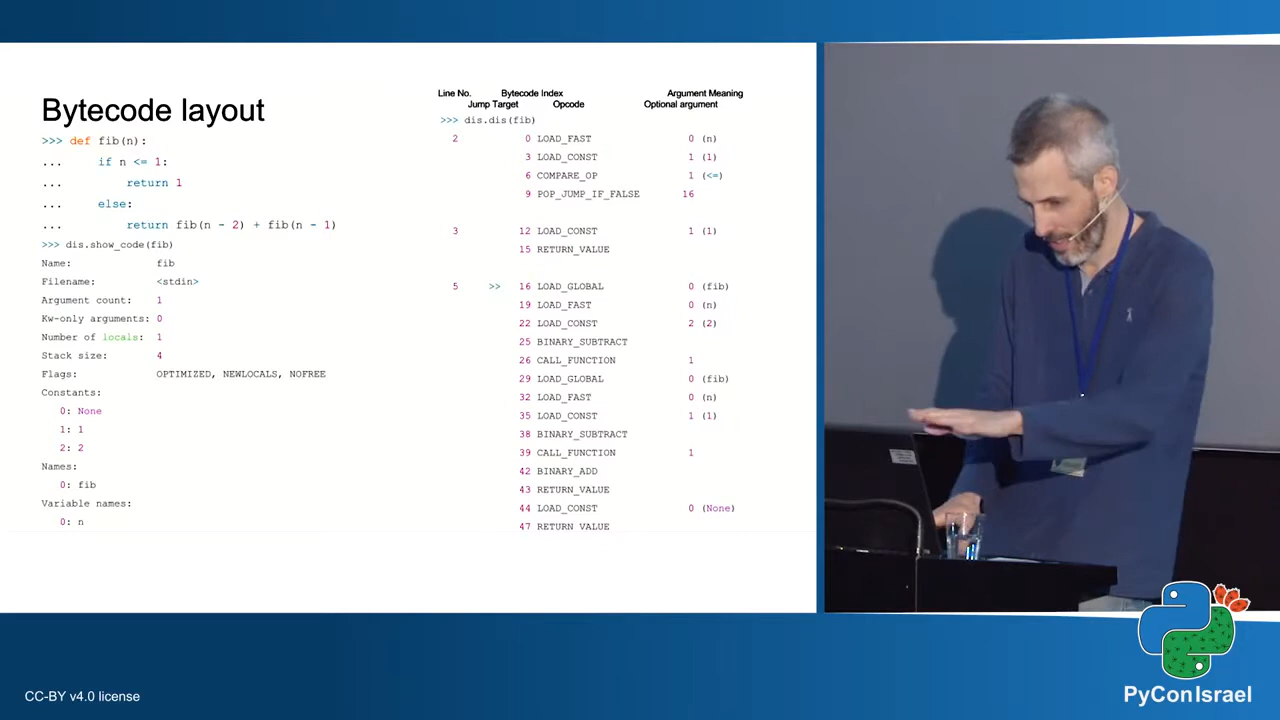 Bytecode layout
>>> def fib(n):
... if n <= 1:
... return 1
... else:
... return fib(n - 2) + fib(n - 1)
>>> dis.show_code(fib)
Name: fib
Filename: <stdin>
Argument count: 1
Kw-only arguments: 0
Number of locals: 1
Stack size: 4
Flags: OPTIMIZED, NEWLOCALS, NOFREE
Constants:
0: None
1: 1
2: 2
Names:
0: fib
Variable names:
0: n
Line No. Bytecode Index Argument Meaning
Jump Target Opcode Optional argument
>>> dis.dis(fib)
2 0 LOAD_FAST 0 (n)
3 LOAD_CONST 1 (1)
6 COMPARE_OP 1 (<=)
9 POP_JUMP_IF_FALSE 16
3 12 LOAD_CONST 1 (1)
15 RETURN_VALUE
5 >> 16 LOAD_GLOBAL 0 (fib)
19 LOAD_FAST 0 (n)
22 LOAD_CONST 2 (2)
25 BINARY_SUBTRACT
26 CALL_FUNCTION 1
29 LOAD_GLOBAL 0 (fib)
32 LOAD_FAST 0 (n)
35 LOAD_CONST 1 (1)
38 BINARY_SUBTRACT
39 CALL_FUNCTION 1
42 BINARY_ADD
43 RETURN_VALUE
44 LOAD_CONST 0 (None)
47 RETURN_VALUE
CC-BY v4.0 license
PyConIsrael